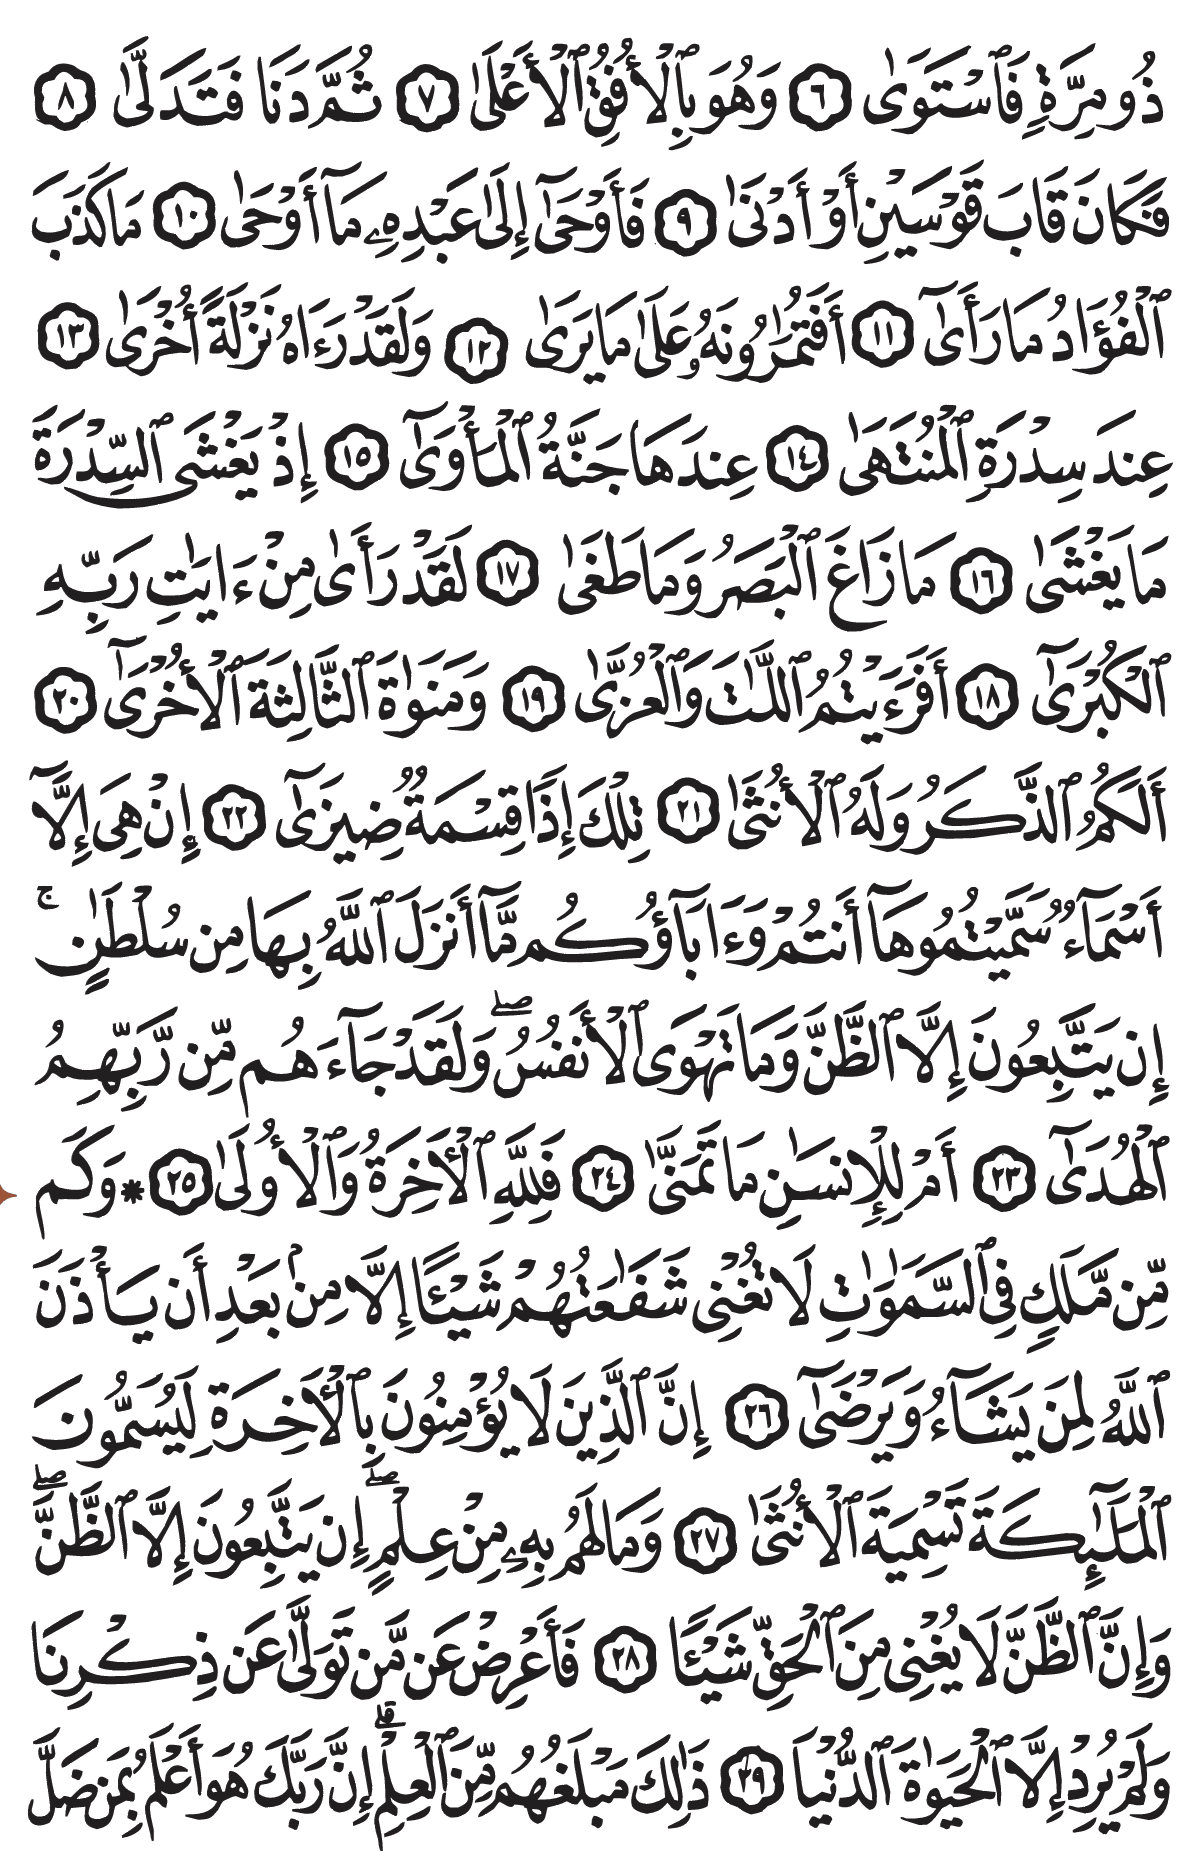 ذُو مِرَّةٍ فَٱسْتَوَىٰ ٦ وَهُوَ بِٱلْأُفُقِ ٱلْأَعْلَىٰ ٧ ثُمَّ دَنَا فَتَدَلَّىٰ ٨
فَكَانَ قَابَ قَوْسَيْنِ أَوْ أَدْنَىٰ ٩ فَأَوْحَىٰٓ إِلَىٰ عَبْدِهِۦ مَآ أَوْحَىٰ ١٠ مَا كَذَبَ
ٱلْفُؤَادُ مَا رَأَىٰٓ ١١ أَفَتُمَٰرُونَهُۥ عَلَىٰ مَا يَرَىٰ ١٢ وَلَقَدْ رَءَاهُ نَزْلَةً أُخْرَىٰ ١٣
عِندَ سِدْرَةِ ٱلْمُنتَهَىٰ ١٤ عِندَهَا جَنَّةُ ٱلْمَأْوَىٰٓ ١٥ إِذْ يَغْشَى ٱلسِّدْرَةَ
مَا يَغْشَىٰ ١٦ مَا زَاغَ ٱلْبَصَرُ وَمَا طَغَىٰ ١٧ لَقَدْ رَأَىٰ مِنْ ءَايَٰتِ رَبِّهِ
ٱلْكُبْرَىٰٓ ١٨ أَفَرَءَيْتُمُ ٱللَّٰتَ وَٱلْعُزَّىٰ ١٩ وَمَنَوٰةَ ٱلثَّالِثَةَ ٱلْأُخْرَىٰٓ ٢٠
أَلَكُمُ ٱلذَّكَرُ وَلَهُ ٱلْأُنثَىٰ ٢١ تِلْكَ إِذًا قِسْمَةٌ ضِيزَىٰٓ ٢٢ إِنْ هِىَ إِلَّآ
أَسْمَآءٌ سَمَّيْتُمُوهَآ أَنتُمْ وَءَابَآؤُكُم مَّآ أَنزَلَ ٱللَّهُ بِهَا مِن سُلْطَٰنٍ ۚ
إِن يَتَّبِعُونَ إِلَّا ٱلظَّنَّ وَمَا تَهْوَى ٱلْأَنفُسُ ۖ وَلَقَدْ جَآءَهُم مِّن رَّبِّهِمُ
ٱلْهُدَىٰٓ ٢٣ أَمْ لِلْإِنسَٰنِ مَا تَمَنَّىٰ ٢٤ فَلِلَّهِ ٱلْأَخِرَةُ وَٱلْأُولَىٰ ٢٥ * وَكَم
مِّن مَّلَكٍ فِى ٱلسَّمَٰوَٰتِ لَا تُغْنِى شَفَٰعَتُهُمْ شَيْـًٔا إِلَّا مِنۢ بَعْدِ أَن يَأْذَنَ
ٱللَّهُ لِمَن يَشَآءُ وَيَرْضَىٰٓ ٢٦ إِنَّ ٱلَّذِينَ لَا يُؤْمِنُونَ بِٱلْأَخِرَةِ لَيُسَمُّونَ
ٱلْمَلَٰٓئِكَةَ تَسْمِيَةَ ٱلْأُنثَىٰ ٢٧ وَمَا لَهُم بِهِۦ مِنْ عِلْمٍ ۖ إِن يَتَّبِعُونَ إِلَّا ٱلظَّنَّ ۖ
وَإِنَّ ٱلظَّنَّ لَا يُغْنِى مِنَ ٱلْحَقِّ شَيْـًٔا ٢٨ فَأَعْرِضْ عَن مَّن تَوَلَّىٰ عَن ذِكْرِنَا
وَلَمْ يُرِدْ إِلَّا ٱلْحَيَوٰةَ ٱلدُّنْيَا ٢٩ ذَٰلِكَ مَبْلَغُهُم مِّنَ ٱلْعِلْمِ ۗ إِنَّ رَبَّكَ هُوَ أَعْلَمُ بِمَن ضَلَّ